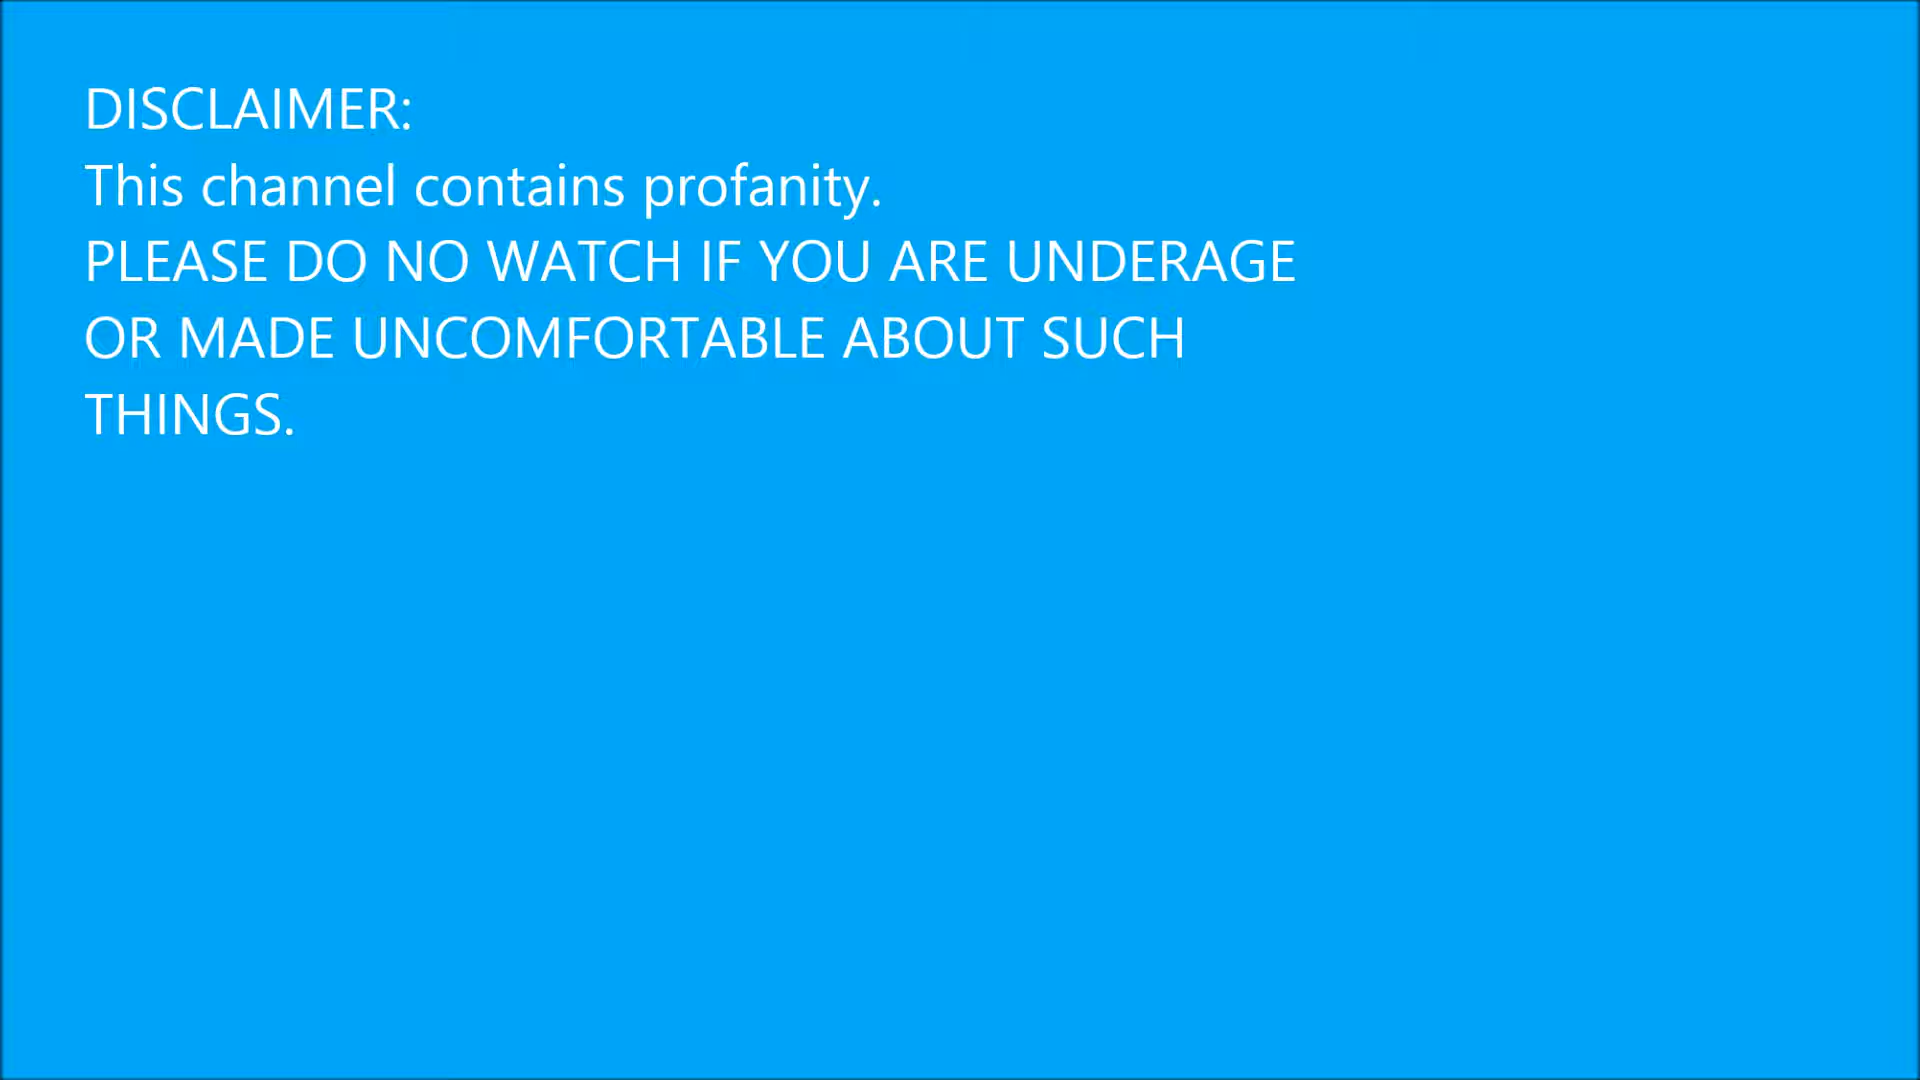 DISCLAIMER:
This channel contains profanity.
PLEASE DO NO WATCH IF YOU ARE UNDERAGE
OR MADE UNCOMFORTABLE ABOUT SUCH
THINGS.